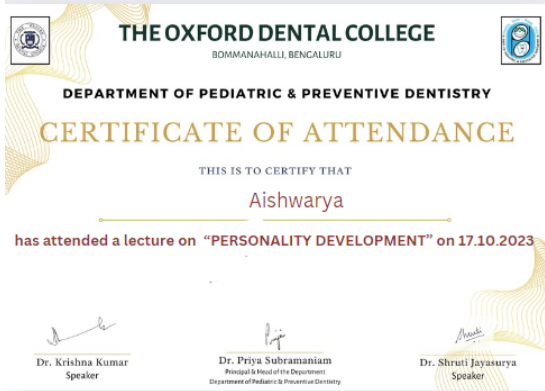 THE OXFORD DENTAL COLLEGE
BOMMANAHALLI, BENGALURU
DEPARTMENT OF PEDIATRIC & PREVENTIVE DENTISTRY
CERTIFICATE OF ATTENDANCE
THIS IS TO CERTIFY THAT
Aishwarya
has attended a lecture on “PERSONALITY DEVELOPMENT” on 17.10.2023
Dr. Krishna Kumar
Speaker
Dr. Priya Subramaniam
Principal & Head of the Department
Department of Pediatric & Preventive Dentistry
Dr. Shruti Jayasurya
Speaker